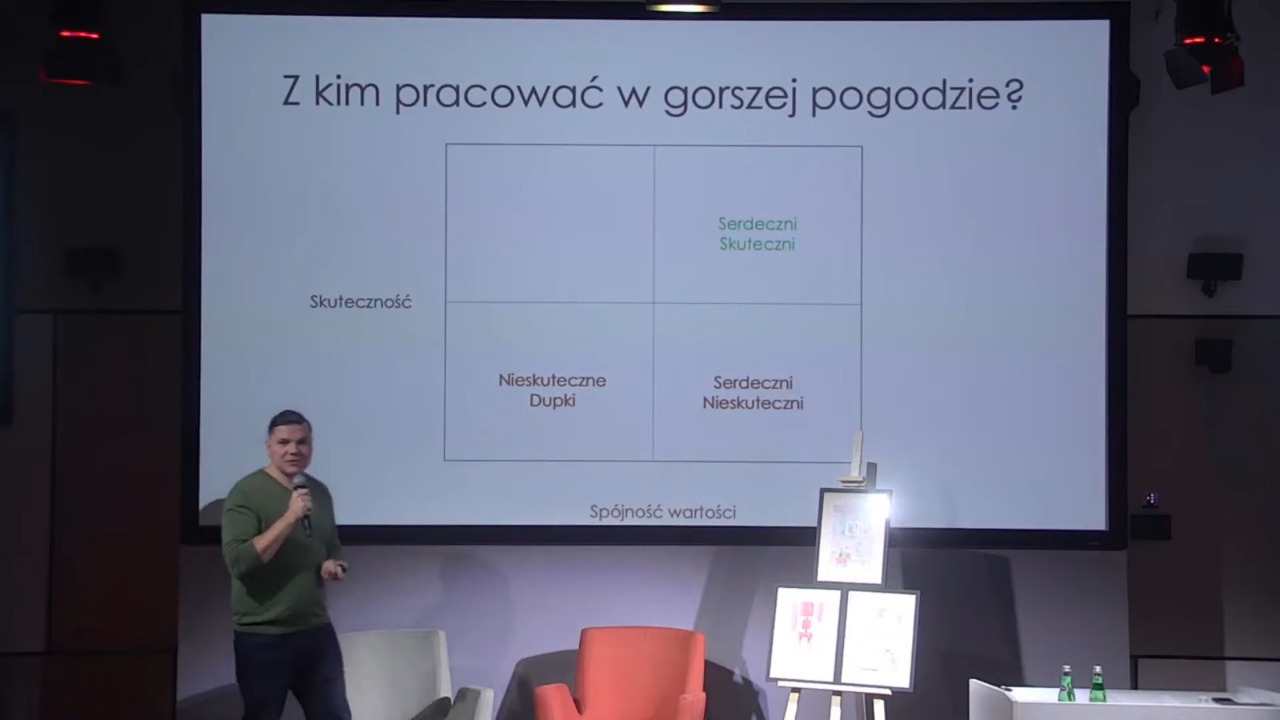 Z kim pracować w gorszej pogodzie?
Serdeczni
Skuteczni
Skuteczność
Nieskuteczne
Dupki
Serdeczni
Nieskuteczni
Spójność wartości